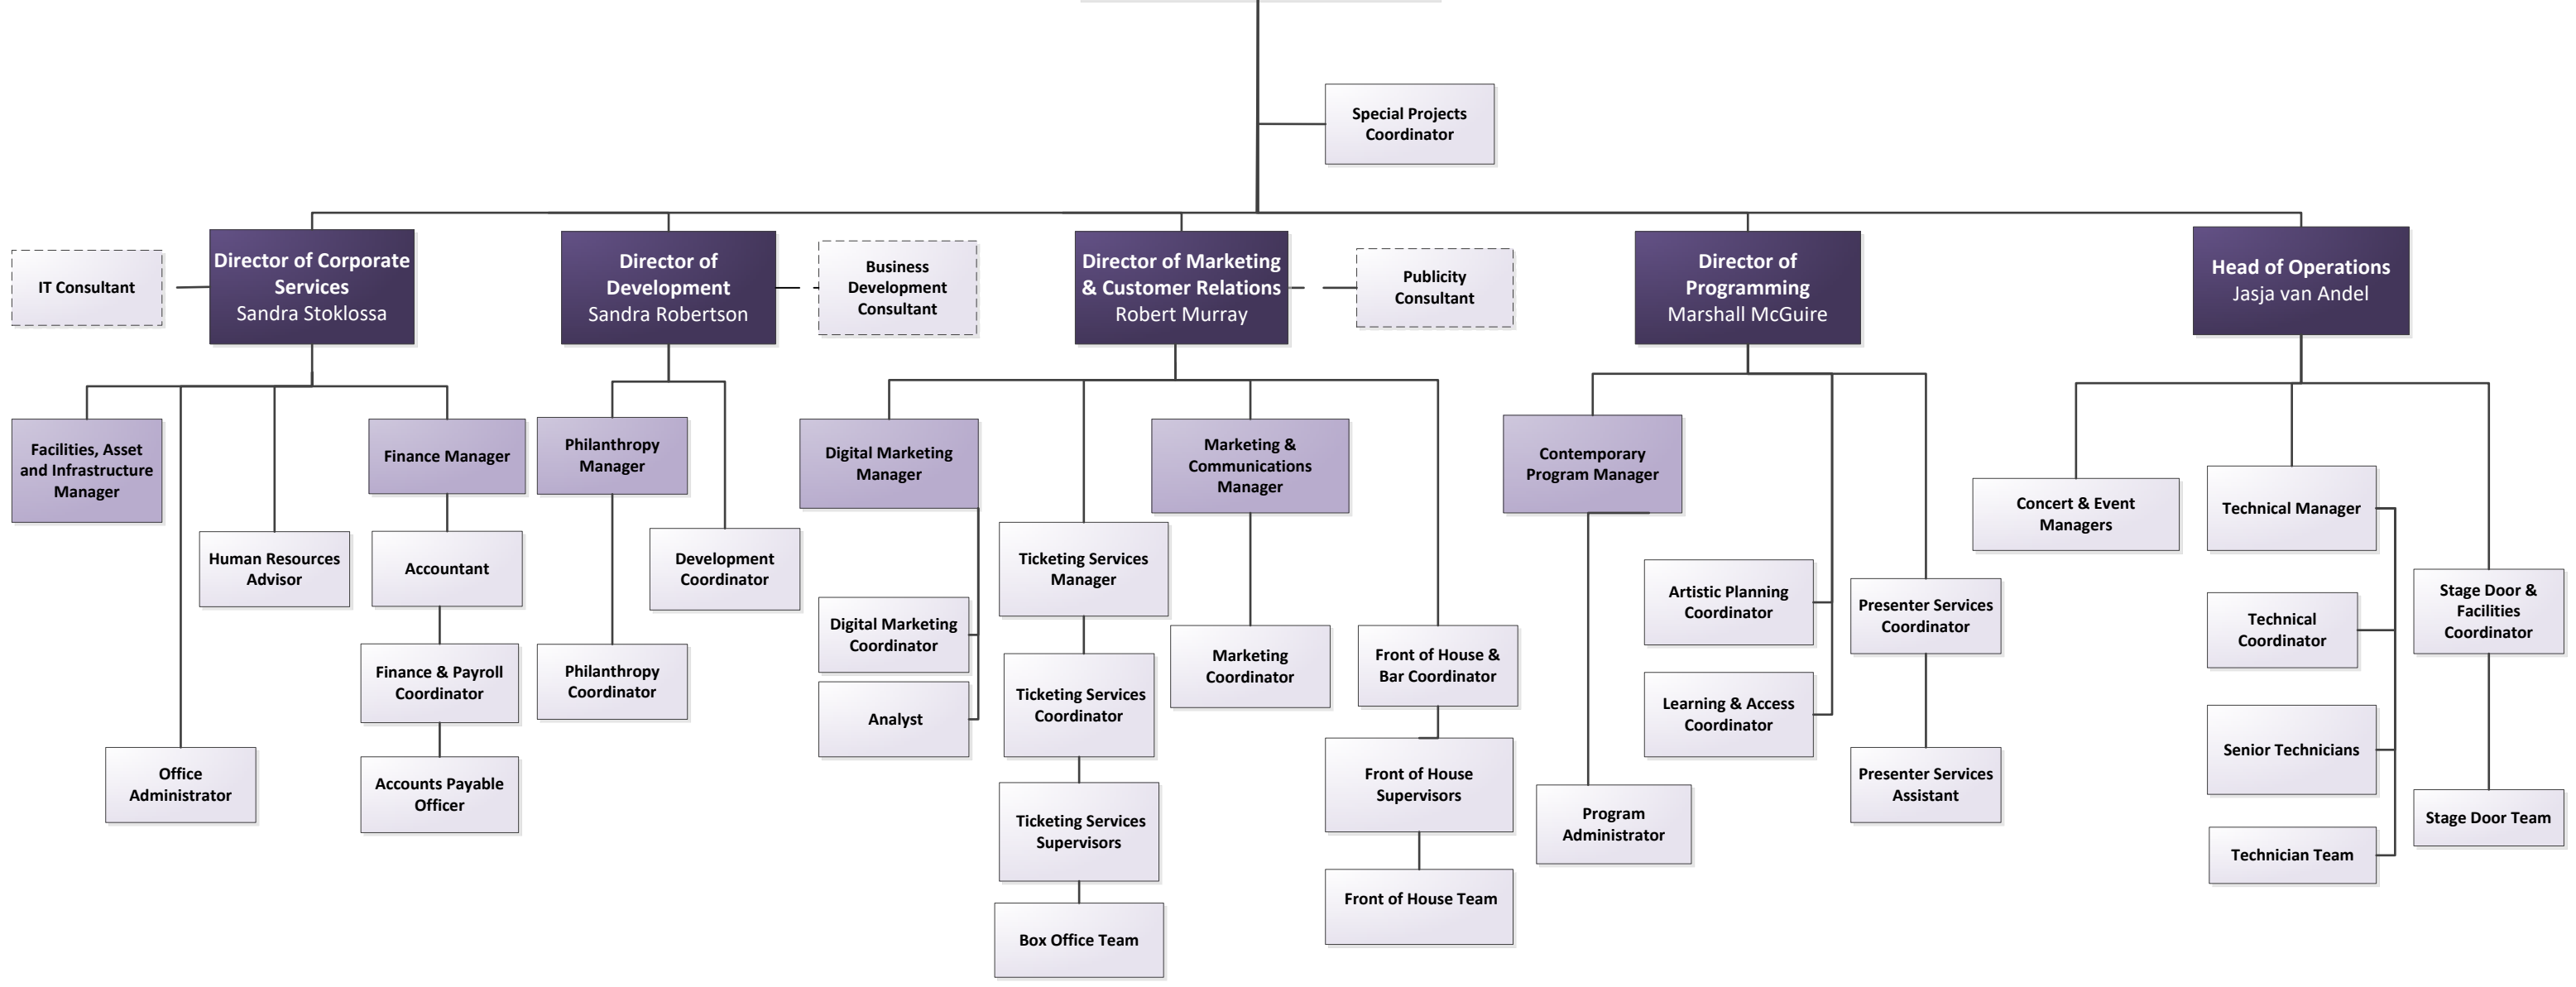 Special Projects
Coordinator
IT Consultant
Director of Corporate
Services
Sandra Stoklossa
Director of
Development
Sandra Robertson
Business
Development
Consultant
Director of Marketing
& Customer Relations
Robert Murray
Publicity
Consultant
Director of
Programming
Marshall McGuire
Head of Operations
Jasja van Andel
Facilities, Asset
and Infrastructure
Manager
Office
Administrator
Human Resources
Advisor
Finance Manager
Accountant
Finance & Payroll
Coordinator
Accounts Payable
Officer
Philanthropy
Manager
Philanthropy
Coordinator
Development
Coordinator
Digital Marketing
Manager
Digital Marketing
Coordinator
Analyst
Ticketing Services
Manager
Ticketing Services
Coordinator
Ticketing Services
Supervisors
Box Office Team
Marketing &
Communications
Manager
Marketing
Coordinator
Front of House &
Bar Coordinator
Front of House
Supervisors
Front of House Team
Contemporary
Program Manager
Program
Administrator
Artistic Planning
Coordinator
Learning & Access
Coordinator
Presenter Services
Coordinator
Presenter Services
Assistant
Concert & Event
Managers
Technical Manager
Technical
Coordinator
Senior Technicians
Technician Team
Stage Door &
Facilities
Coordinator
Stage Door Team